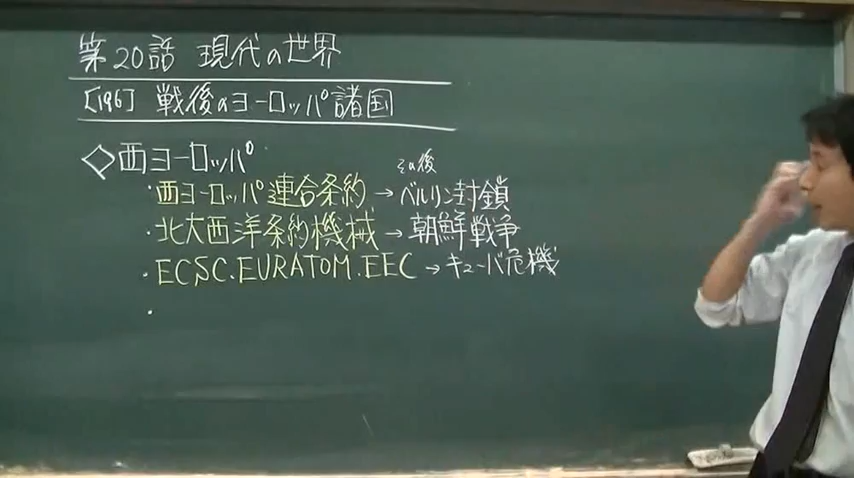 第20話 現代の世界
[196] 戦後のヨーロッパ諸国
◇西ヨーロッパ
その後
・西ヨーロッパ連合条約→ベルリン封鎖
・北大西洋条約機械→朝鮮戦争
・ECSC.EURATOM.EEC→キューバ危機
・